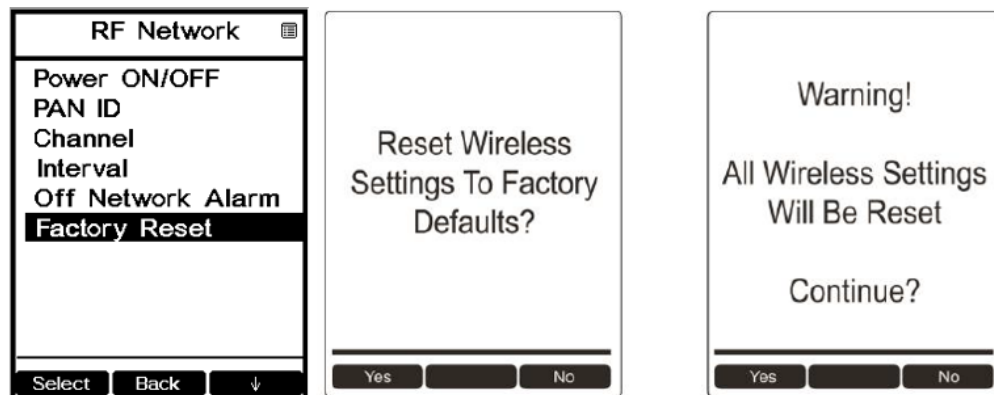 RF Network
Power ON/OFF
PAN ID
Channel
Interval
Off Network Alarm
Factory Reset
Select Back ↓
Reset Wireless
Settings To Factory
Defaults?
Yes No
Warning!
All Wireless Settings
Will Be Reset
Continue?
Yes No